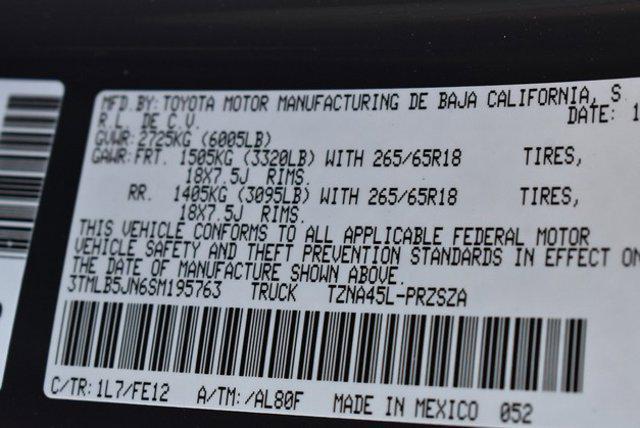 MFD.BY: TOYOTA MOTOR MANUFACTURING DE BAJA CALIFORNIA, S
R.L. DE C.V. DATE: 1
GVWR: 2725KG (6005LB)
GAWR: FRT. 1505KG (3320LB) WITH 265/65R18 TIRES,
18X7.5J RIMS.
RR. 1405KG (3095LB) WITH 265/65R18 TIRES,
18X7.5J RIMS.
THIS VEHICLE CONFORMS TO ALL APPLICABLE FEDERAL MOTOR
VEHICLE SAFETY AND THEFT PREVENTION STANDARDS IN EFFECT ON
THE DATE OF MANUFACTURE SHOWN ABOVE.
3TMLB5JN6SM195763 TRUCK TZNA45L-PRZSZA
C/TR: 1L7/FE12 A/TM: /AL80F MADE IN MEXICO 052